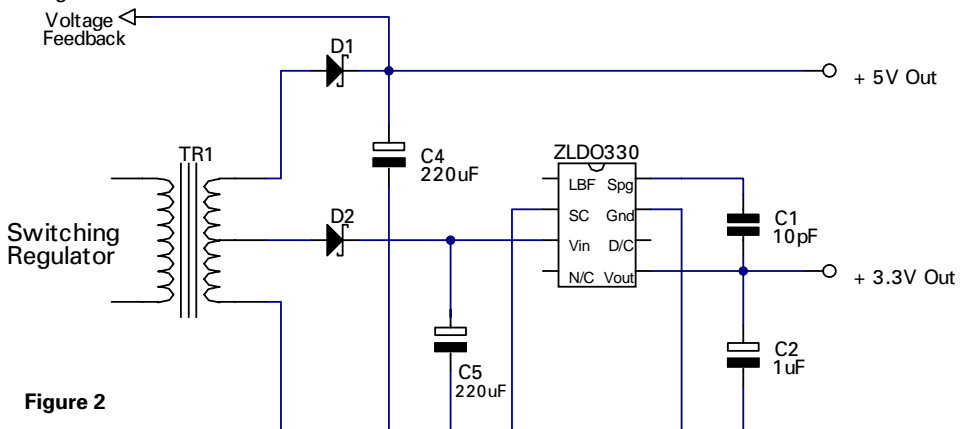 Voltage
Feedback
D1
+ 5V Out
TR1
C4
220uF
ZLDO330
LBF Spg
SC Gnd
Vin D/C
N/C Vout
C1
10pF
D2
Switching
Regulator
+ 3.3V Out
C2
1uF
C5
220uF
Figure 2